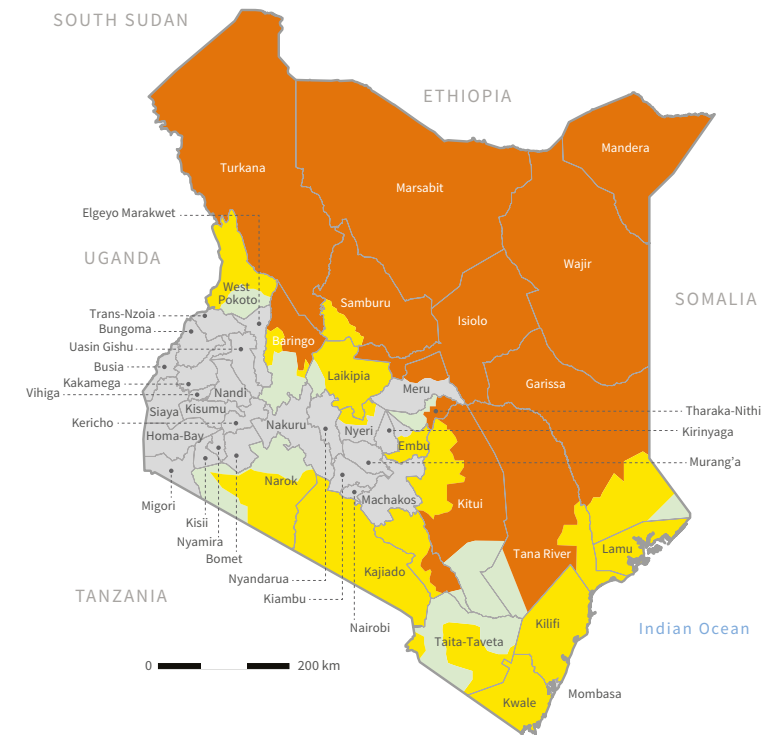 SOUTH SUDAN
ETHIOPIA
Mandera
Turkana
Marsabit
Elgeyo Marakwet
UGANDA
Wajir
West
Pokoto
SOMALIA
Samburu
Trans-Nzoia
Isiolo
Bungoma
Baringo
Uasin Gishu
Busia
Laikipia
Kakamega
Garissa
Meru
Vihiga
Nandi
Siaya
Kisumu
Tharaka-Nithi
Kericho
Nakuru
Nyeri
Kirinyaga
Homa-Bay
Embu
Murang'a
Narok
Machakos
Kitui
Migori
Kisii
Nyamira
Tana River
Lamu
Bomet
Kajiado
Nyandarua
TANZANIA
Kiambu
Kilifi
Nairobi
Indian Ocean
Taita-Taveta
0
200 km
Mombasa
Kwale